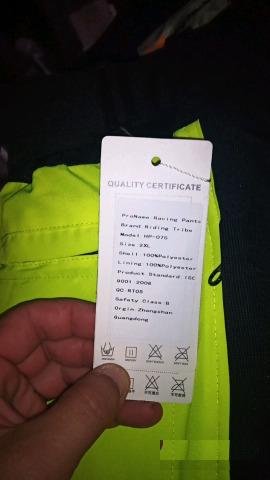 QUALITY CERTIFICATE
ProName Racing Pants
Brand Riding Tribe
Model HP-07S
Size 2XL
Shell 100%Polyester
Lining 100%Polyester
Product Standard ISC
9001 2008
QC RT05
Safety Class B
Orgin Zhongshan
Guangdong